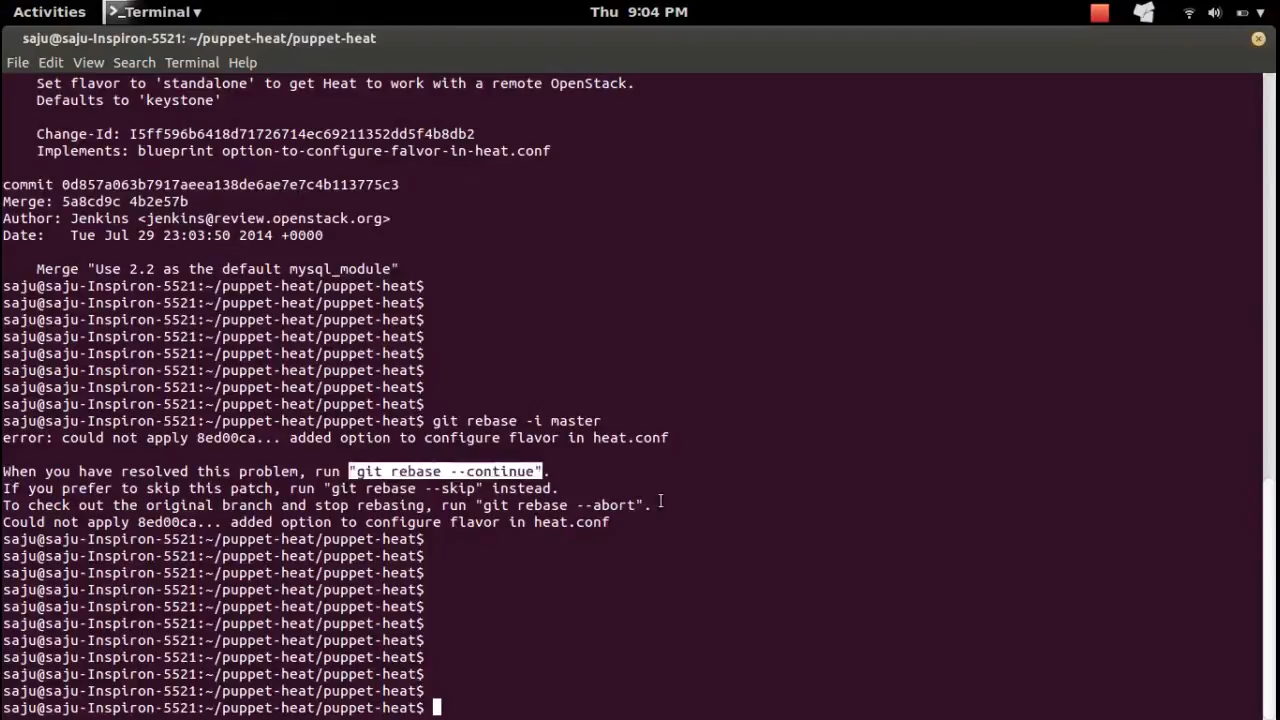 Activities
>_Terminal ▾
Thu 9:04 PM
saju@saju-Inspiron-5521: ~/puppet-heat/puppet-heat
File Edit View Search Terminal Help
Set flavor to 'standalone' to get Heat to work with a remote OpenStack.
Defaults to 'keystone'
Change-Id: I5ff596b6418d71726714ec69211352dd5f4b8db2
Implements: blueprint option-to-configure-falvor-in-heat.conf
commit 0d857a063b7917aeea138de6ae7e7c4b113775c3
Merge: 5a8cd9c 4b2e57b
Author: Jenkins <jenkins@review.openstack.org>
Date:   Tue Jul 29 23:03:50 2014 +0000
Merge "Use 2.2 as the default mysql_module"
saju@saju-Inspiron-5521:~/puppet-heat/puppet-heat$
saju@saju-Inspiron-5521:~/puppet-heat/puppet-heat$
saju@saju-Inspiron-5521:~/puppet-heat/puppet-heat$
saju@saju-Inspiron-5521:~/puppet-heat/puppet-heat$
saju@saju-Inspiron-5521:~/puppet-heat/puppet-heat$
saju@saju-Inspiron-5521:~/puppet-heat/puppet-heat$
saju@saju-Inspiron-5521:~/puppet-heat/puppet-heat$
saju@saju-Inspiron-5521:~/puppet-heat/puppet-heat$
saju@saju-Inspiron-5521:~/puppet-heat/puppet-heat$ git rebase -i master
error: could not apply 8ed00ca... added option to configure flavor in heat.conf
When you have resolved this problem, run "git rebase --continue".
If you prefer to skip this patch, run "git rebase --skip" instead.
To check out the original branch and stop rebasing, run "git rebase --abort".
Could not apply 8ed00ca... added option to configure flavor in heat.conf
saju@saju-Inspiron-5521:~/puppet-heat/puppet-heat$
saju@saju-Inspiron-5521:~/puppet-heat/puppet-heat$
saju@saju-Inspiron-5521:~/puppet-heat/puppet-heat$
saju@saju-Inspiron-5521:~/puppet-heat/puppet-heat$
saju@saju-Inspiron-5521:~/puppet-heat/puppet-heat$
saju@saju-Inspiron-5521:~/puppet-heat/puppet-heat$
saju@saju-Inspiron-5521:~/puppet-heat/puppet-heat$
saju@saju-Inspiron-5521:~/puppet-heat/puppet-heat$
saju@saju-Inspiron-5521:~/puppet-heat/puppet-heat$
saju@saju-Inspiron-5521:~/puppet-heat/puppet-heat$
saju@saju-Inspiron-5521:~/puppet-heat/puppet-heat$